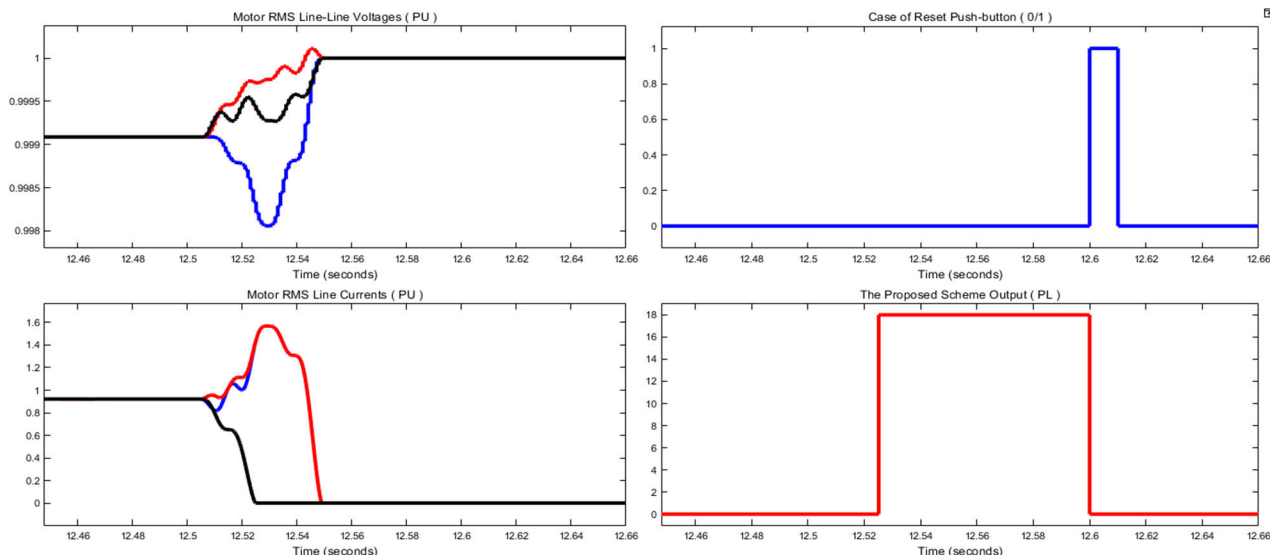 Motor RMS Line-Line Voltages ( PU )
1
0.9995
0.999
0.9985
0.998
12.46 12.48 12.5 12.52 12.54 12.56 12.58 12.6 12.62 12.64 12.66
Time (seconds)
Case of Reset Push-button ( 0/1 )
1
0.8
0.6
0.4
0.2
0
12.46 12.48 12.5 12.52 12.54 12.56 12.58 12.6 12.62 12.64 12.66
Time (seconds)
Motor RMS Line Currents ( PU )
1.6
1.4
1.2
1
0.8
0.6
0.4
0.2
0
12.46 12.48 12.5 12.52 12.54 12.56 12.58 12.6 12.62 12.64 12.66
Time (seconds)
The Proposed Scheme Output ( PL )
18
16
14
12
10
8
6
4
2
0
12.46 12.48 12.5 12.52 12.54 12.56 12.58 12.6 12.62 12.64 12.66
Time (seconds)